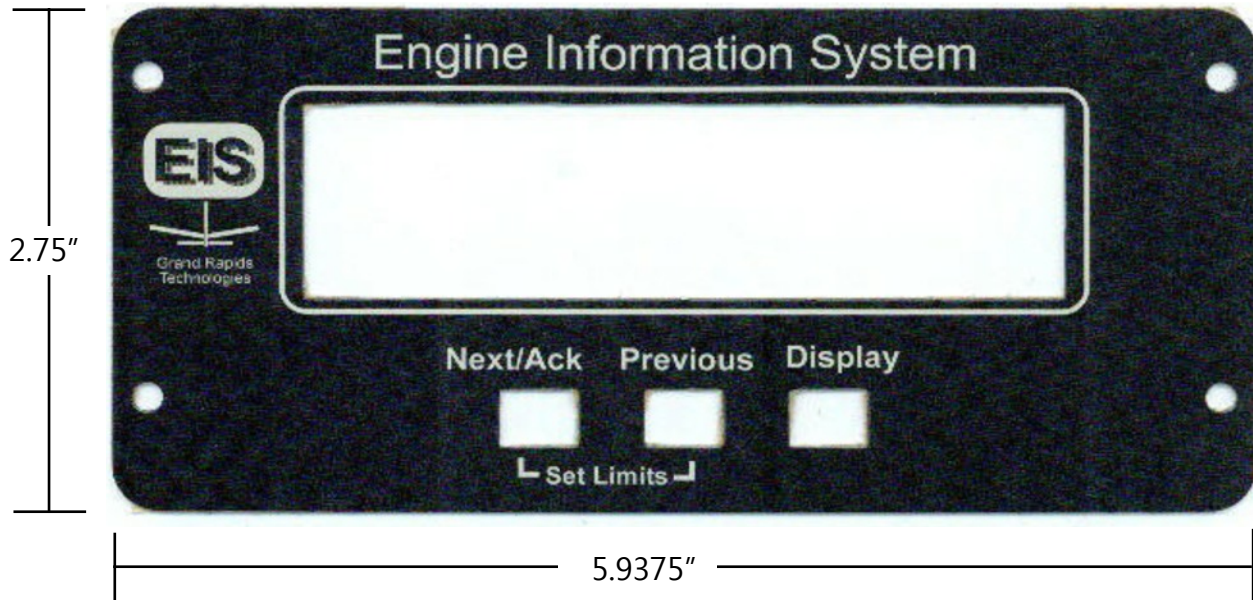 Engine Information System
EIS
Grand Rapids
Technologies
2.75"
Next/Ack Previous Display
Set Limits
5.9375"